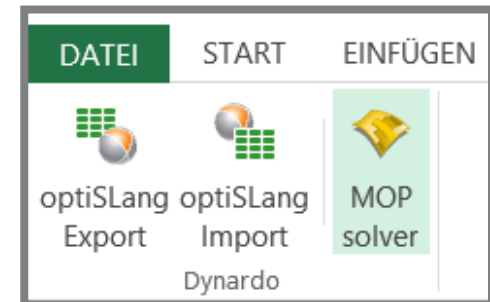 DATEI START EINFÜGEN
optiSLang optiSLang MOP
Export Import solver
Dynardo